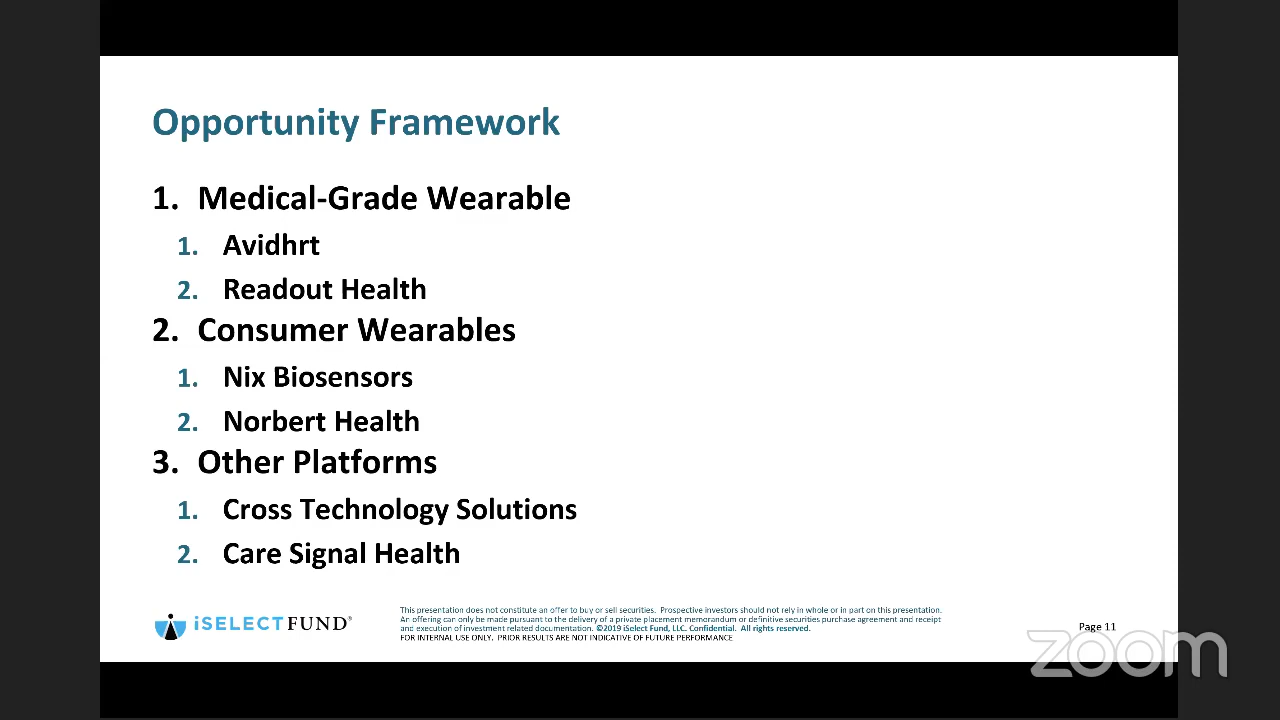 Opportunity Framework
1. Medical-Grade Wearable
1. Avidhrt
2. Readout Health
2. Consumer Wearables
1. Nix Biosensors
2. Norbert Health
3. Other Platforms
1. Cross Technology Solutions
2. Care Signal Health
iSELECT FUND®
This presentation does not constitute an offer to buy or sell securities. Prospective investors should not rely in whole or in part on this presentation.
An offering can only be made pursuant to the delivery of a private placement memorandum or definitive securities purchase agreement and receipt
and execution of investment related documentation. ©2019 iSelect Fund, LLC. Confidential. All rights reserved.
FOR INTERNAL USE ONLY, PRIOR RESULTS ARE NOT INDICATIVE OF FUTURE PERFORMANCE
Page 11
zoom